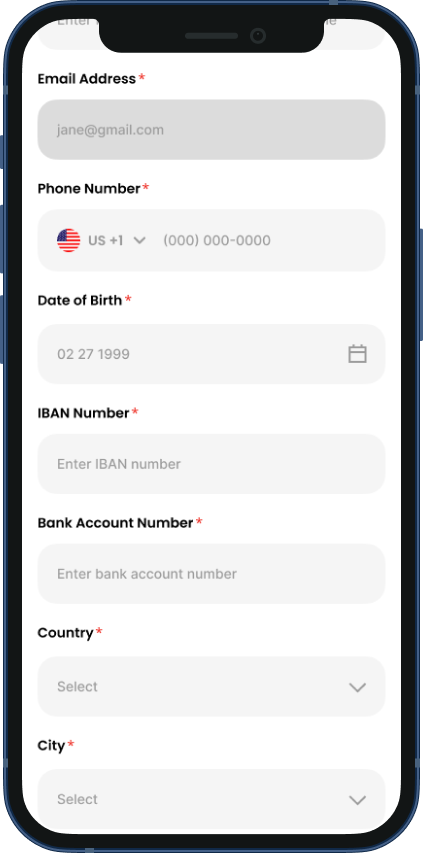 Enter
Email Address *
jane@gmail.com
Phone Number *
US +1 (000) 000-0000
Date of Birth *
02 27 1999
IBAN Number *
Enter IBAN number
Bank Account Number *
Enter bank account number
Country *
Select
City *
Select